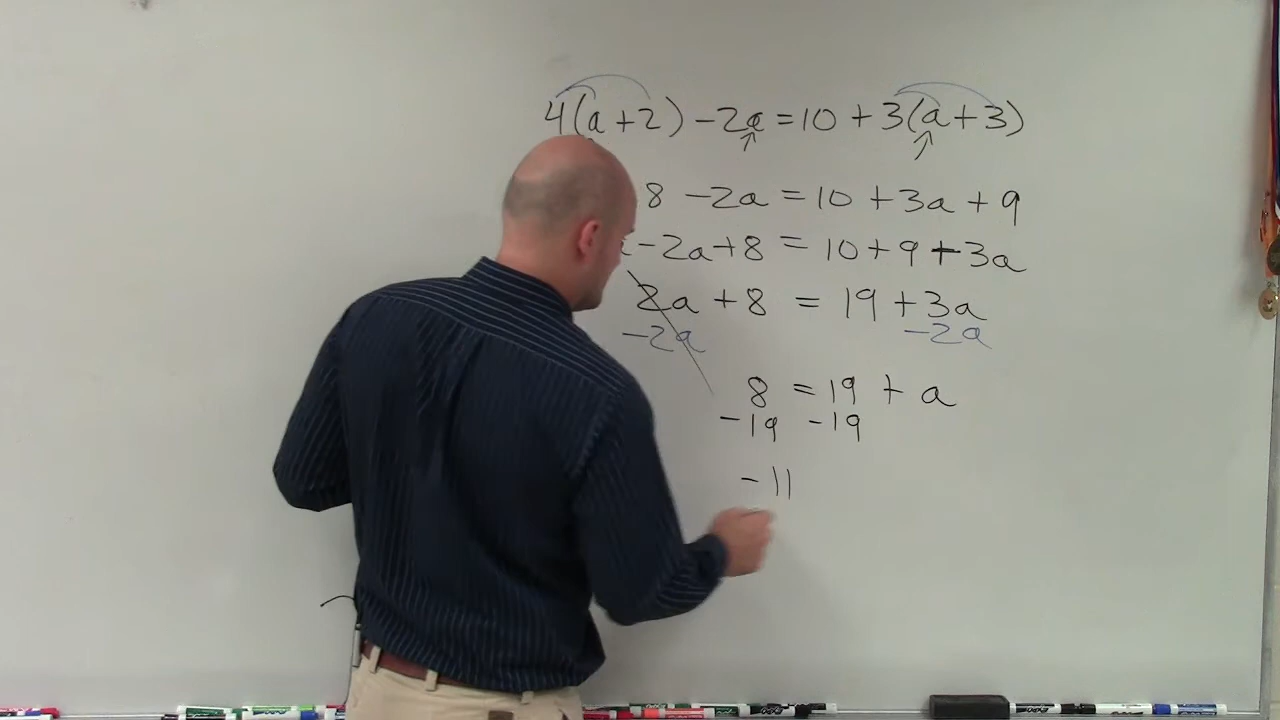 4(a+2) -2a = 10 + 3(a+3)
8 -2a = 10 + 3a + 9
-2a+8 = 10+9+3a
2a + 8 = 19 + 3a
-2a -2a
8 = 19 + a
-19 -19
-11